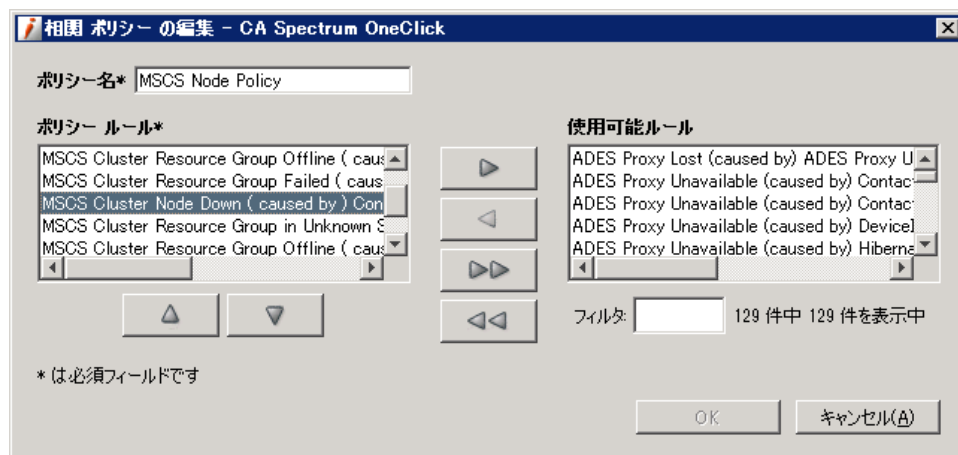 相関 ポリシー の編集 - CA Spectrum OneClick
ポリシー名* MSCS Node Policy
ポリシー ルール*
MSCS Cluster Resource Group Offline ( caus
MSCS Cluster Resource Group Failed ( caus
MSCS Cluster Node Down ( caused by ) Con
MSCS Cluster Resource Group in Unknown S
MSCS Cluster Resource Group Offline ( caus
使用可能ルール
ADES Proxy Lost (caused by) ADES Proxy U
ADES Proxy Unavailable (caused by) Contac
ADES Proxy Unavailable (caused by) Contac
ADES Proxy Unavailable (caused by) DeviceI
ADES Proxy Unavailable (caused by) Hiberna
フィルタ: 129 件中 129 件を表示中
* は必須フィールドです
OK キャンセル(A)